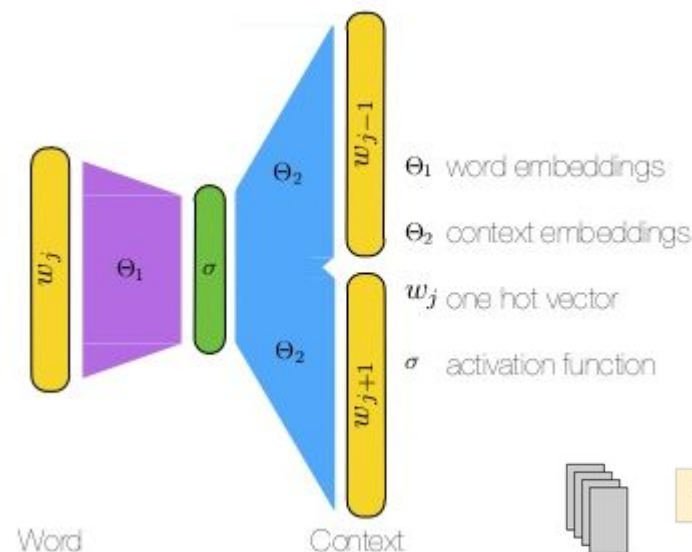 w_{j-1}
Θ₂
Θ₁ word embeddings
Θ₂ context embeddings
w_j
Θ₁
σ
w_j one hot vector
Θ₂
w_{j+1}
σ activation function
Word
Context